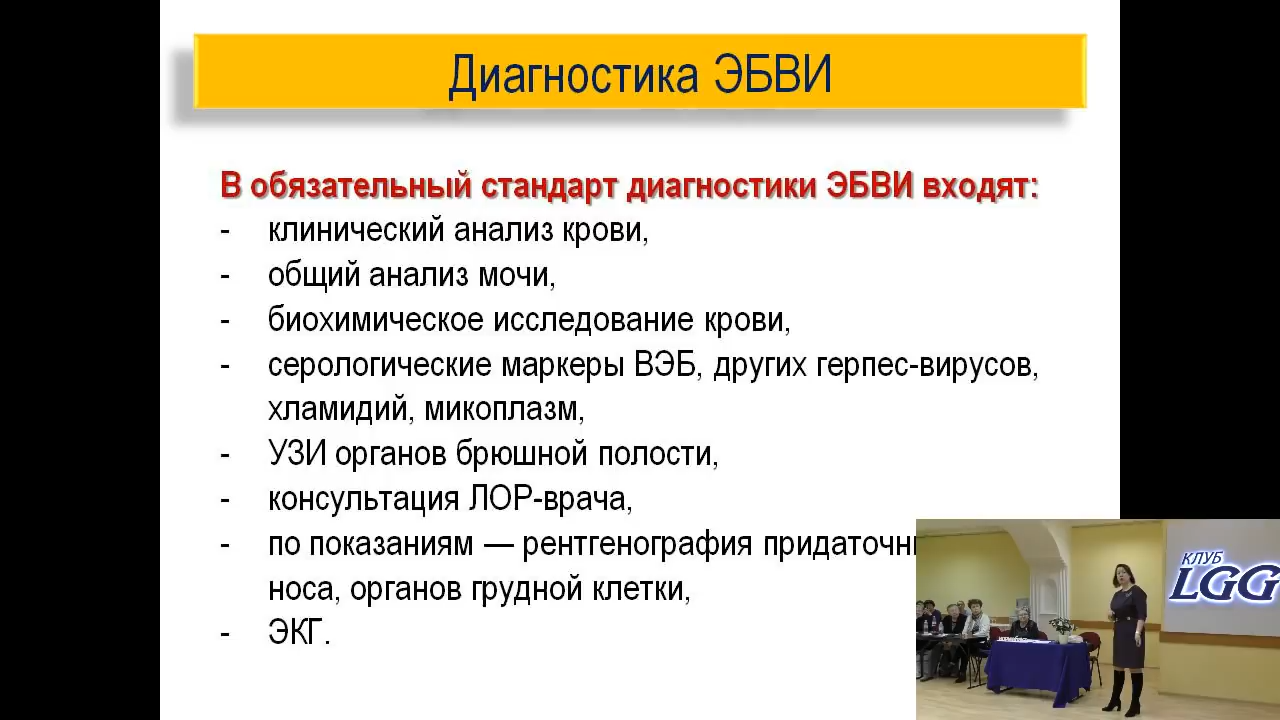 Диагностика ЭБВИ
В обязательный стандарт диагностики ЭБВИ входят:
- клинический анализ крови,
- общий анализ мочи,
- биохимическое исследование крови,
- серологические маркеры ВЭБ, других герпес-вирусов,
хламидий, микоплазм,
- УЗИ органов брюшной полости,
- консультация ЛОР-врача,
- по показаниям — рентгенография
носа, органов грудной клетки,
- ЭКГ.
КЛУБ
LGG